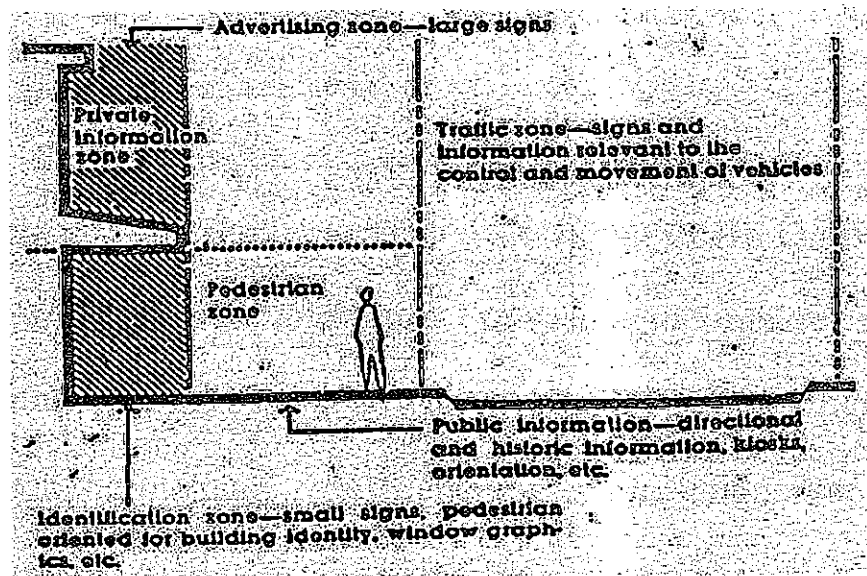 Advertising zone—large signs
Private
information
zone
Traffic zone—signs and
information relevant to the
control and movement of vehicles
Pedestrian
zone
Public information—directional
and historic information, kiosks,
orientation, etc.
Identification zone—small signs, pedestrian
oriented for building identity, window graph-
ics, etc.